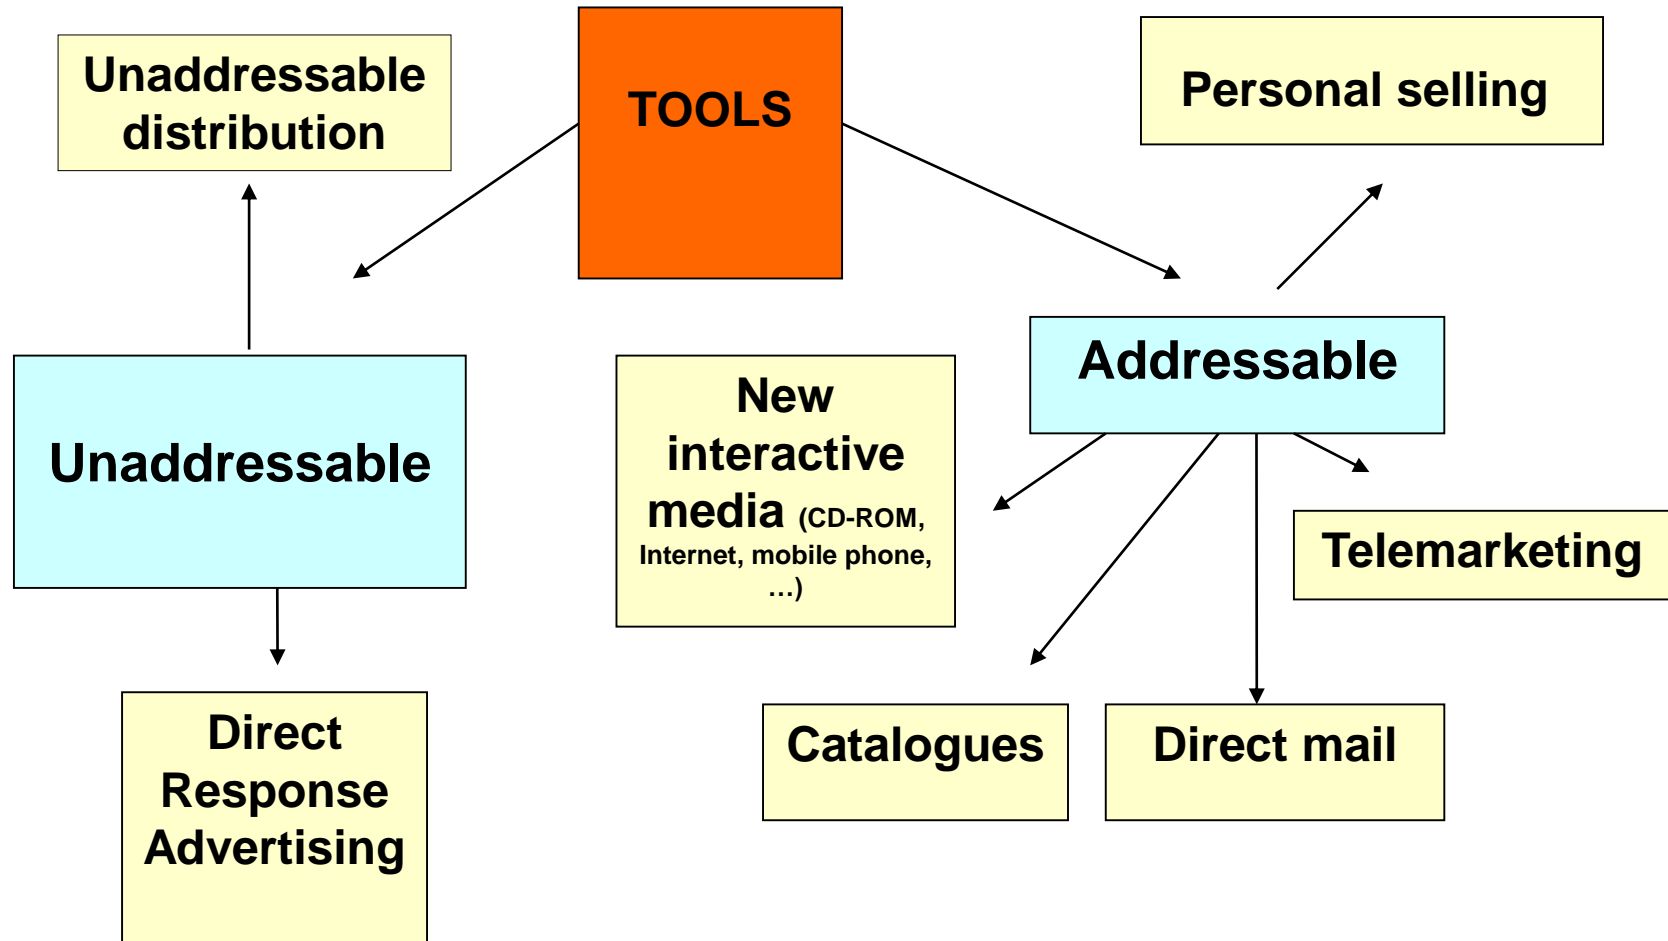 Unaddressable
distribution
TOOLS
Personal selling
Unaddressable
New
interactive
media (CD-ROM,
Internet, mobile phone,
…)
Addressable
Telemarketing
Direct
Response
Advertising
Catalogues
Direct mail